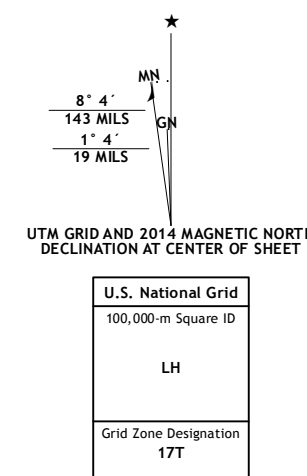 ★
MN
8° 4´
143 MILS
GN
1° 4´
19 MILS
UTM GRID AND 2014 MAGNETIC NORTH
DECLINATION AT CENTER OF SHEET
U.S. National Grid
100,000-m Square ID
LH
Grid Zone Designation
17T